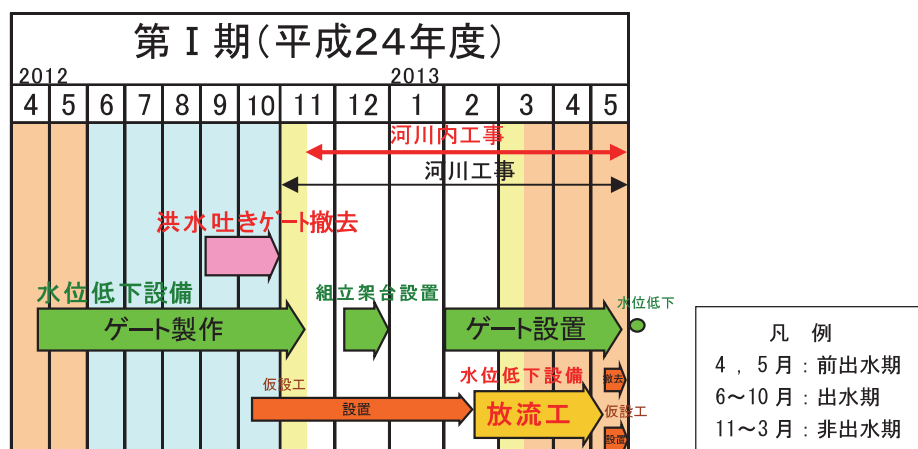 第Ⅰ期(平成24年度)
2012 2013
4 5 6 7 8 9 10 11 12 1 2 3 4 5
河川内工事
河川工事
洪水吐きｹﾞｰﾄ撤去
水位低下設備 組立架台設置 水位低下
ゲート製作 ゲート設置
水位低下設備 撤去
仮設工
設置 放流工 仮設工
設置
凡 例
4 , 5 月 : 前出水期
6～10 月 : 出水期
11～3 月 : 非出水期